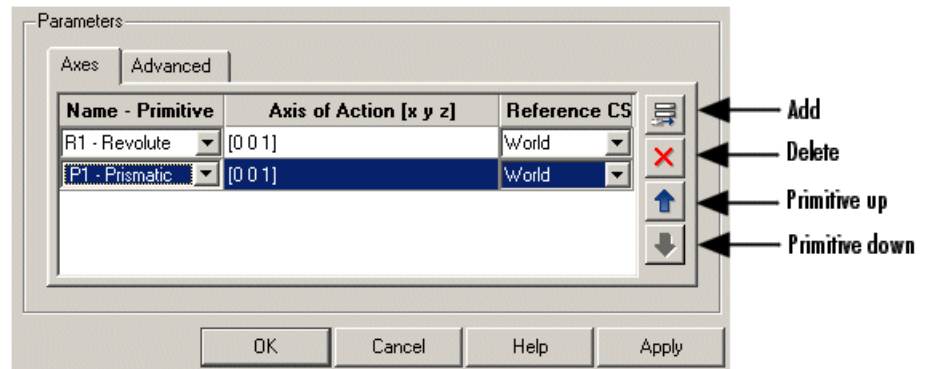 Parameters
Axes Advanced
Name - Primitive Axis of Action [x y z] Reference CS
R1 - Revolute [0 0 1] World
P1 - Prismatic [0 0 1] World
Add
Delete
Primitive up
Primitive down
OK Cancel Help Apply